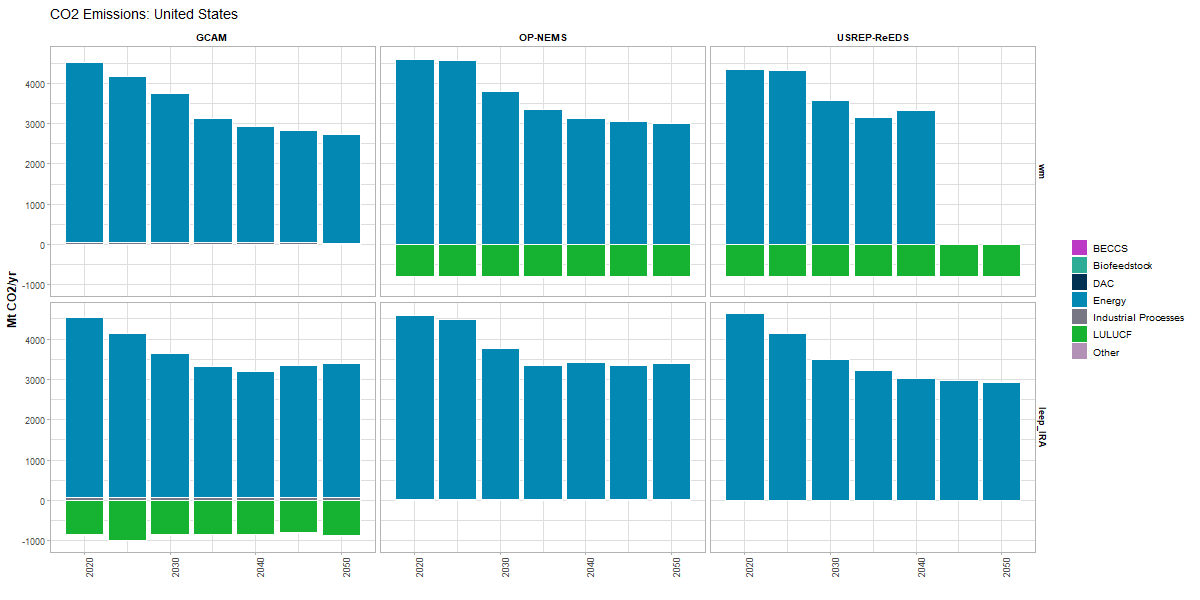 CO2 Emissions: United States
GCAM
OP-NEMS
USREP-ReEDS
Mt CO2/yr
4000
3000
2000
1000
0
-1000
wm
4000
3000
2000
1000
0
-1000
leep_IRA
2020
2030
2040
2050
2020
2030
2040
2050
2020
2030
2040
2050
BECCS
Biofeedstock
DAC
Energy
Industrial Processes
LULUCF
Other